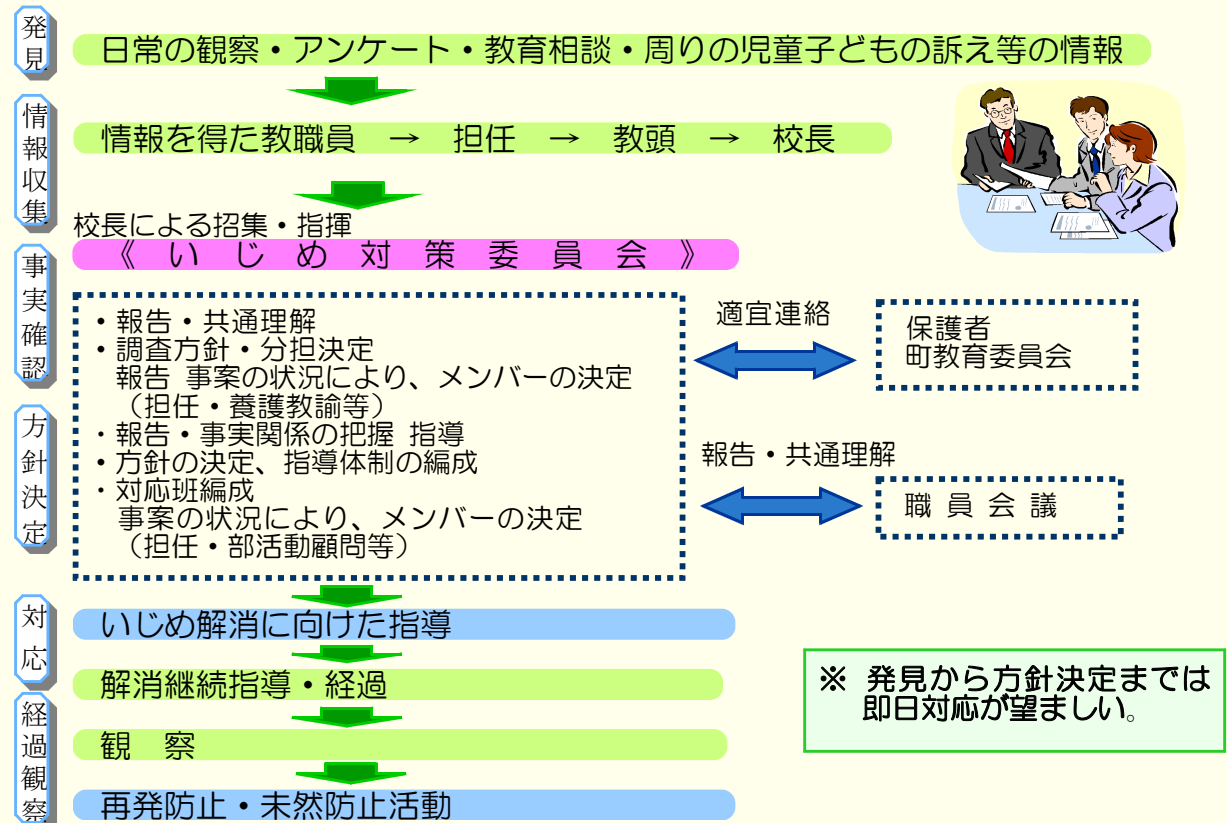 発見
日常の観察・アンケート・教育相談・周りの児童子どもの訴え等の情報
情報収集
情報を得た教職員 → 担任 → 教頭 → 校長
校長による招集・指揮
《 い じ め 対 策 委 員 会 》
事実確認
・報告・共通理解
・調査方針・分担決定
報告 事案の状況により、メンバーの決定
（担任・養護教諭等）
・報告・事実関係の把握 指導
・方針の決定、指導体制の編成
・対応班編成
事案の状況により、メンバーの決定
（担任・部活動顧問等）
適宜連絡
保護者
町教育委員会
方針決定
報告・共通理解
職 員 会 議
対応
いじめ解消に向けた指導
解消継続指導・経過
経過観察
観 察
再発防止・未然防止活動
※ 発見から方針決定までは
即日対応が望ましい。